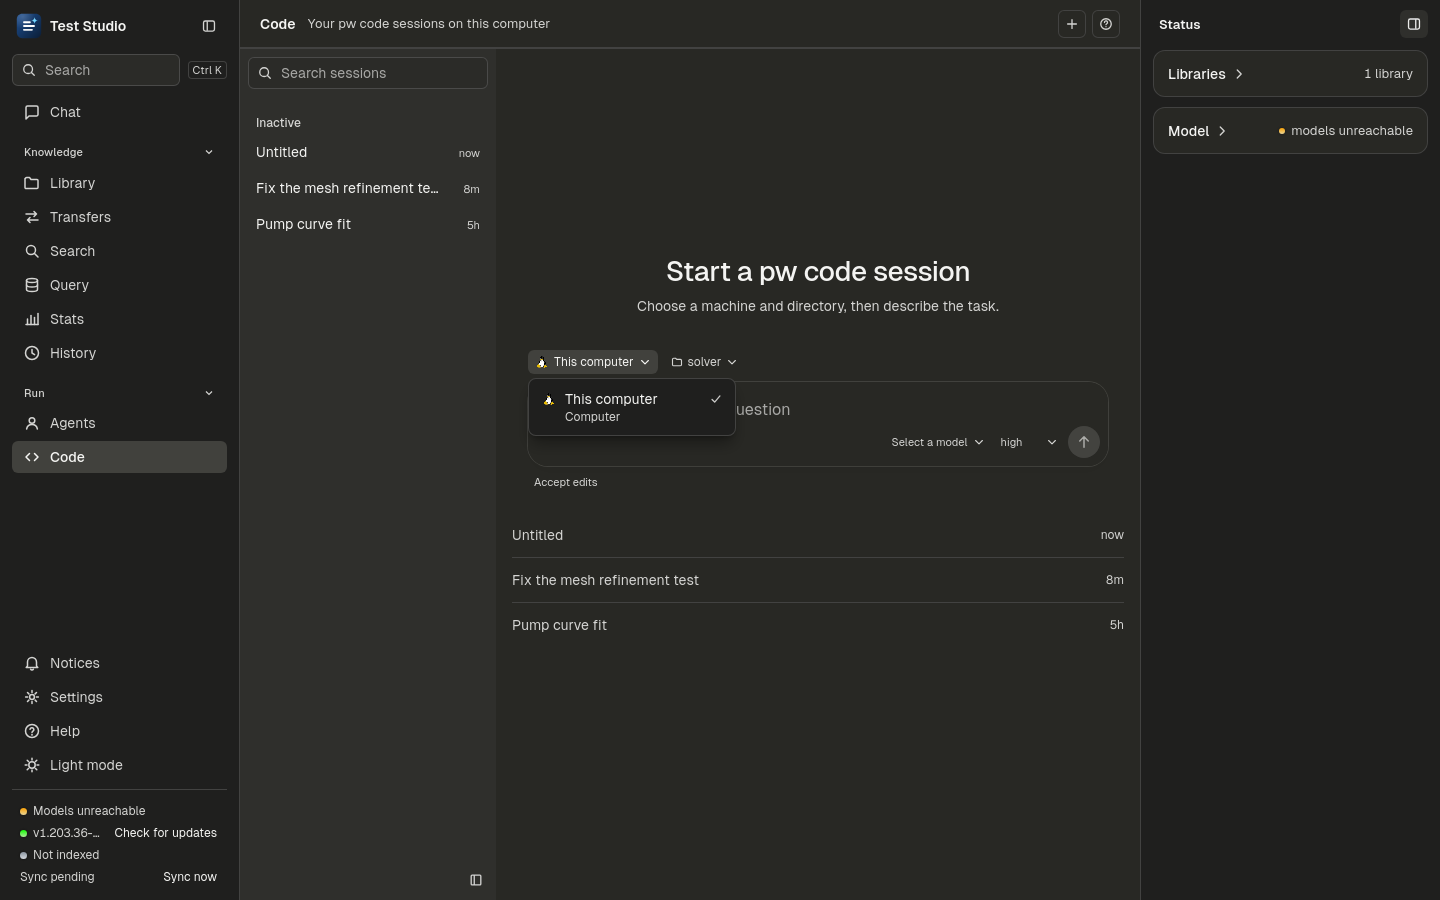 Test Studio
Search
Ctrl K
Chat
Knowledge
Library
Transfers
Search
Query
Stats
History
Run
Agents
Code
Notices
Settings
Help
Light mode
Models unreachable
v1.203.36-... Check for updates
Not indexed
Sync pending Sync now
Code Your pw code sessions on this computer
Search sessions
Inactive
Untitled now
Fix the mesh refinement te... 8m
Pump curve fit 5h
Start a pw code session
Choose a machine and directory, then describe the task.
This computer solver
This computer
Computer
uestion
Select a model high
Accept edits
Untitled now
Fix the mesh refinement test 8m
Pump curve fit 5h
Status
Libraries 1 library
Model models unreachable